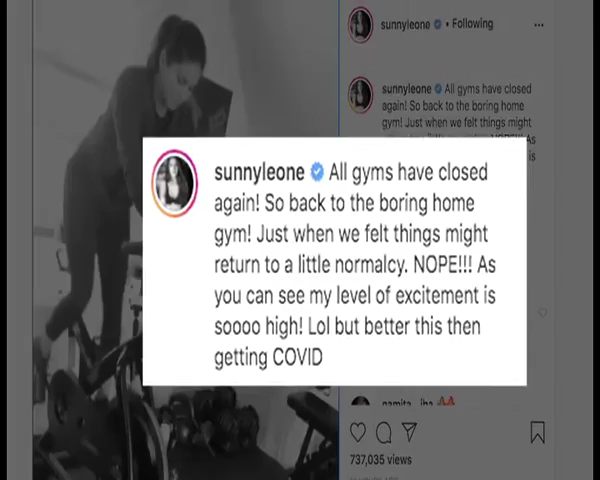 sunnyleone • Following
sunnyleone All gyms have closed
again! So back to the boring home
gym! Just when we felt things might
As
is
sunnyleone All gyms have closed
again! So back to the boring home
gym! Just when we felt things might
return to a little normalcy. NOPE!!! As
you can see my level of excitement is
soooo high! Lol but better this then
getting COVID
737,035 views